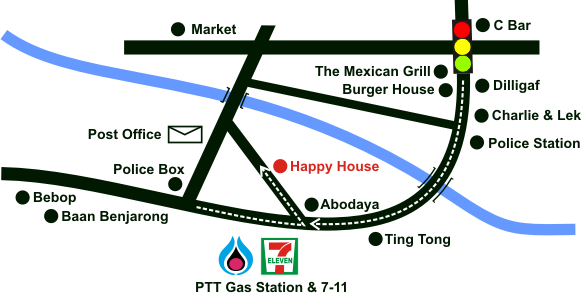 C Bar
Market
The Mexican Grill
Burger House
Dilligaf
Charlie & Lek
Post Office
Police Station
Police Box
Happy House
Bebop
Abodaya
Baan Benjarong
Ting Tong
7
ELEVEN
PTT Gas Station & 7-11